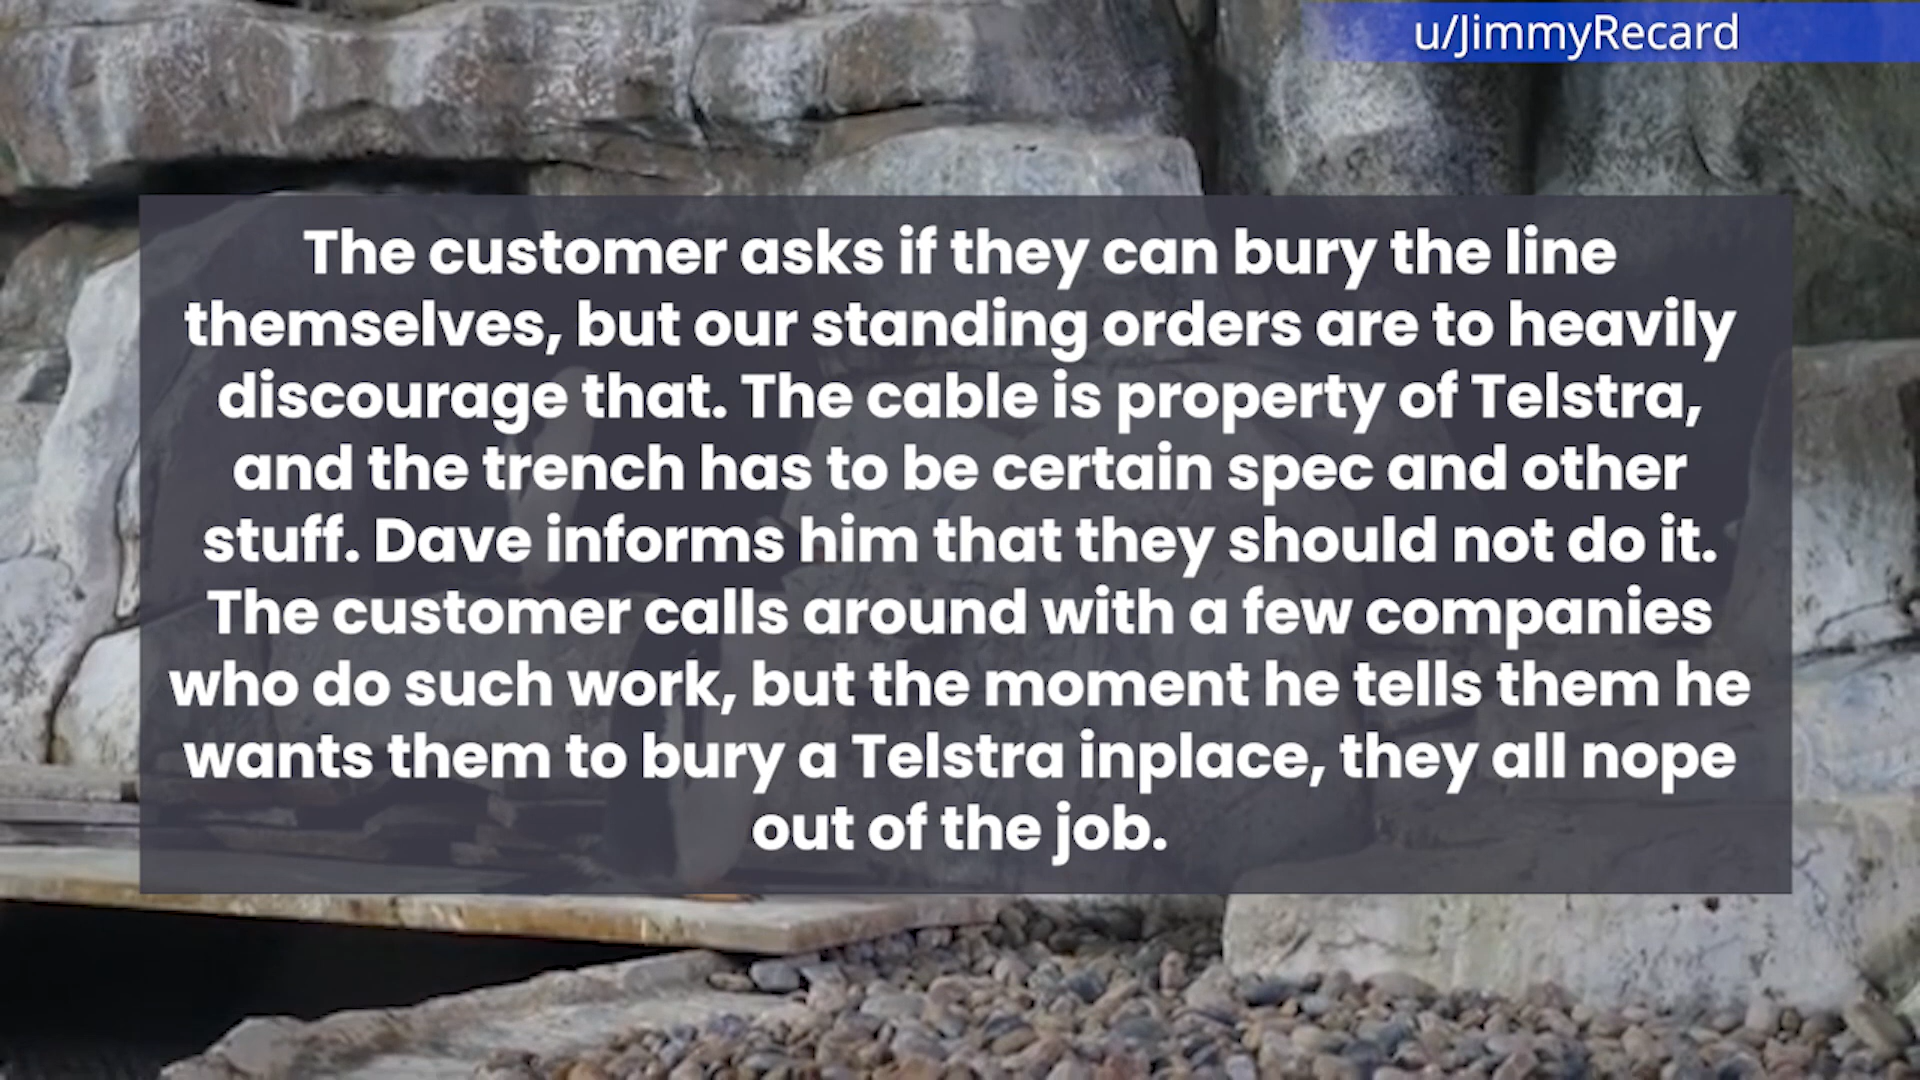 u/JimmyRecard
The customer asks if they can bury the line
themselves, but our standing orders are to heavily
discourage that. The cable is property of Telstra,
and the trench has to be certain spec and other
stuff. Dave informs him that they should not do it.
The customer calls around with a few companies
who do such work, but the moment he tells them he
wants them to bury a Telstra inplace, they all nope
out of the job.